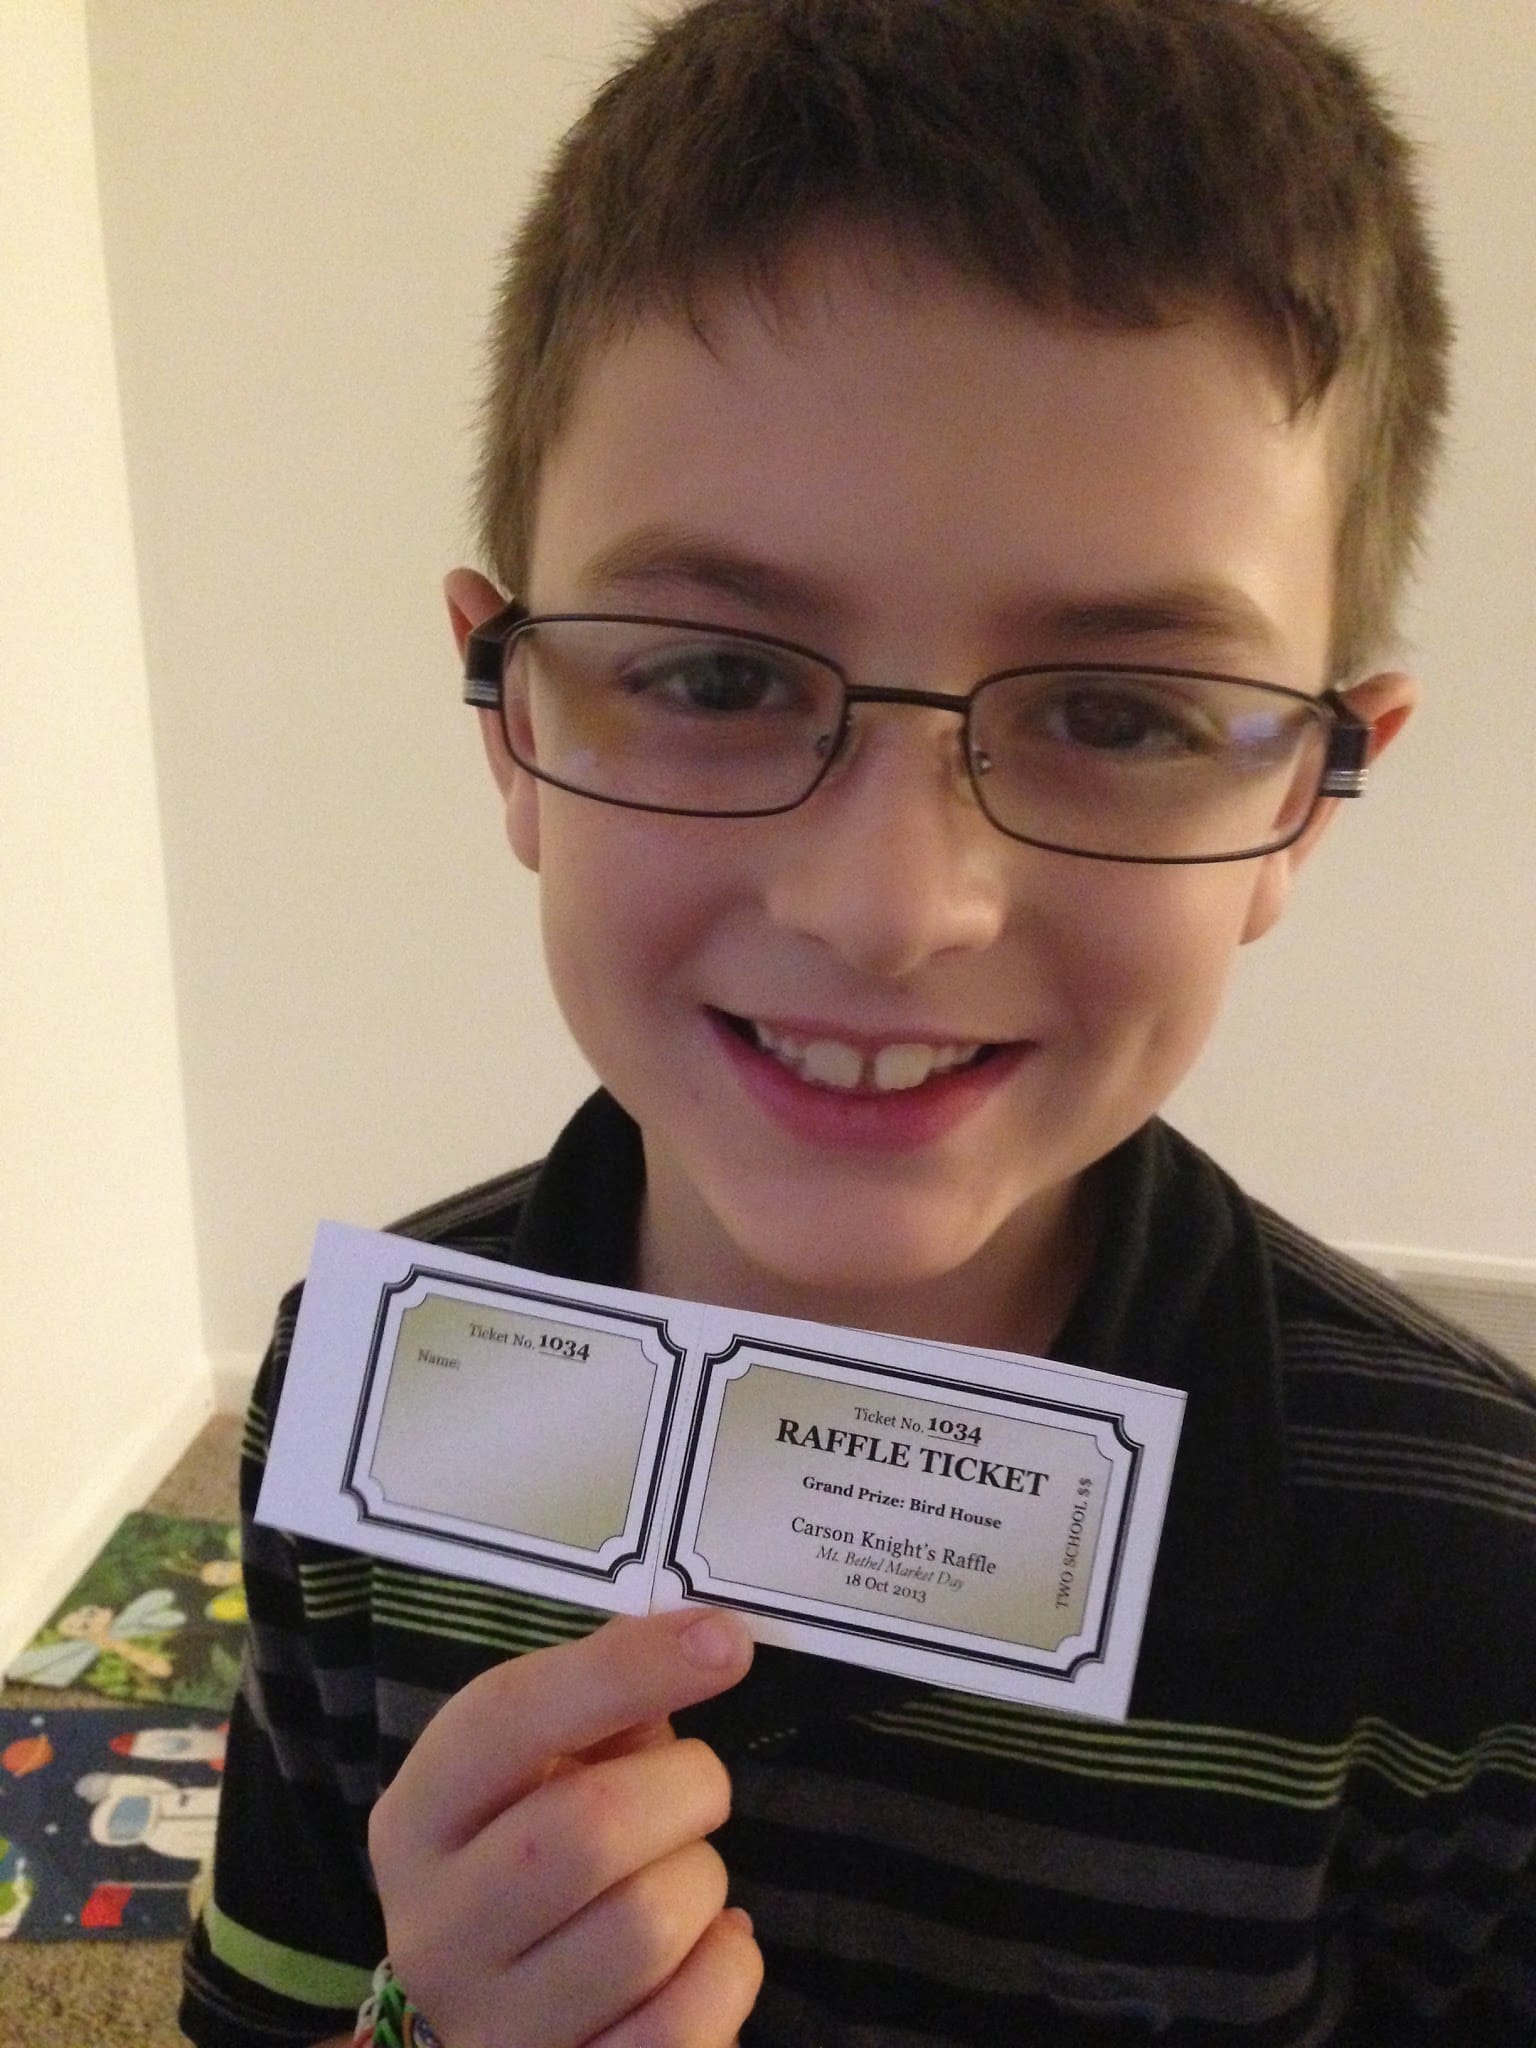 Ticket No. 1034
Name:
Ticket No. 1034
RAFFLE TICKET
Grand Prize: Bird House
Carson Knight's Raffle
Mt. Bethel Market Day
18 Oct 2013
TWO SCHOOL $$